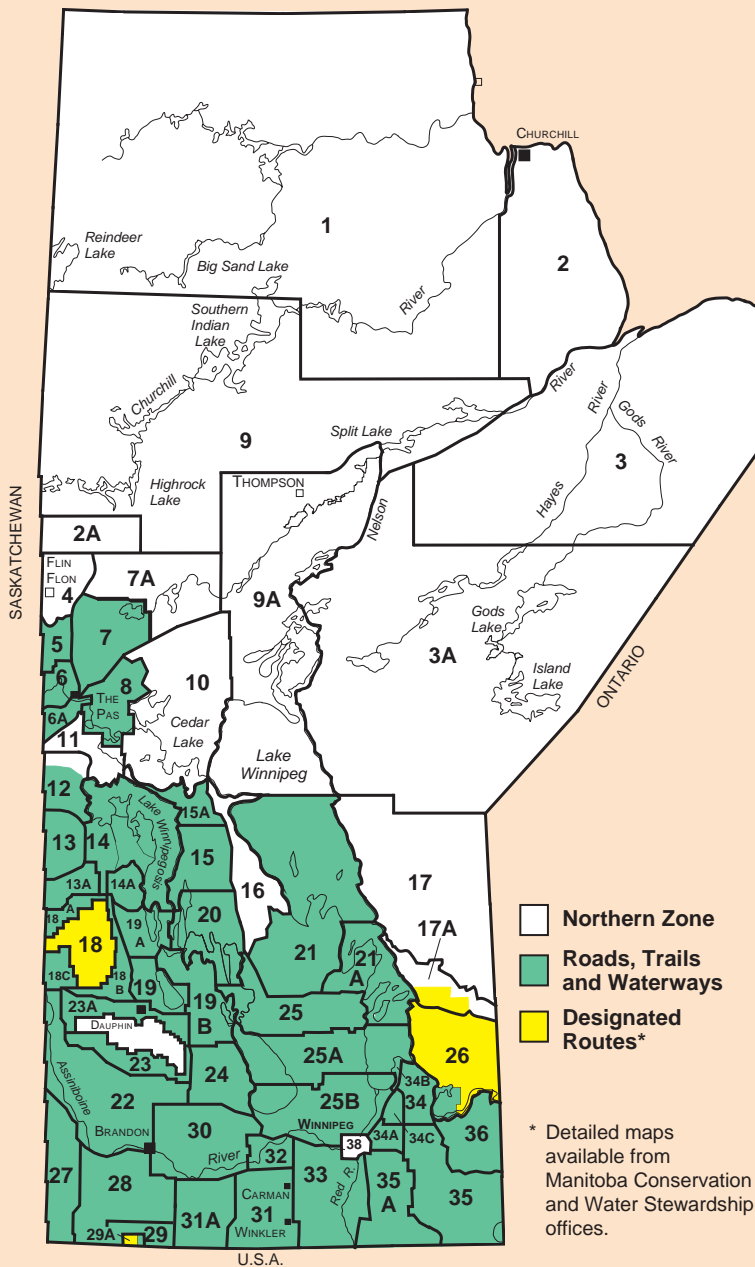 CHURCHILL
1
Reindeer
Lake
Big Sand Lake
River
2
Southern
Indian
Lake
Churchill
River
River
Gods
River
9
Split Lake
3
Highrock
Lake
THOMPSON
Hayes
Nelson
SASKATCHEWAN
2A
FLIN
FLON
4
7A
9A
5
7
Gods
Lake
3A
Island
Lake
ONTARIO
6
8
THE
PAS
10
6A
11
Cedar
Lake
Lake
Winnipeg
12
Lake Winnipegosis
15A
13
14
15
16
17
13A
14A
18
A
19
A
20
17A
18
21
21
A
18C
18
B
19
19
B
25
23A
DAUPHIN
23
25A
26
Assiniboine
24
34B
22
25B
34
30
WINNIPEG
36
BRANDON
34A
34C
River
38
32
27
28
33
Red R.
35
A
35
CARMAN
31A
31
WINKLER
29A
29
U.S.A.
Northern Zone
Roads, Trails
and Waterways
Designated
Routes*
* Detailed maps
available from
Manitoba Conservation
and Water Stewardship
offices.